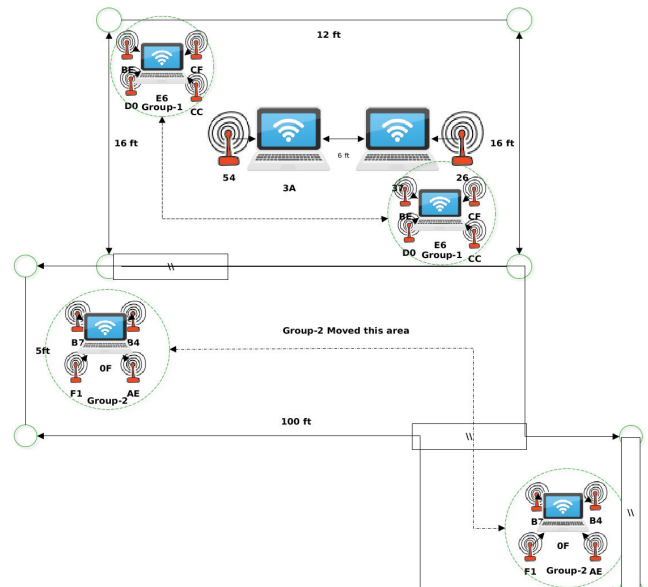 12 ft
BE
CF
D0
E6
Group-1
CC
16 ft
16 ft
6 ft
54
3A
26
37
BE
CF
D0
E6
Group-1
CC
\\
B7
B4
5ft
0F
F1
AE
Group-2
Group-2 Moved this area
100 ft
\\
B7
B4
\\
0F
F1
Group-2
AE